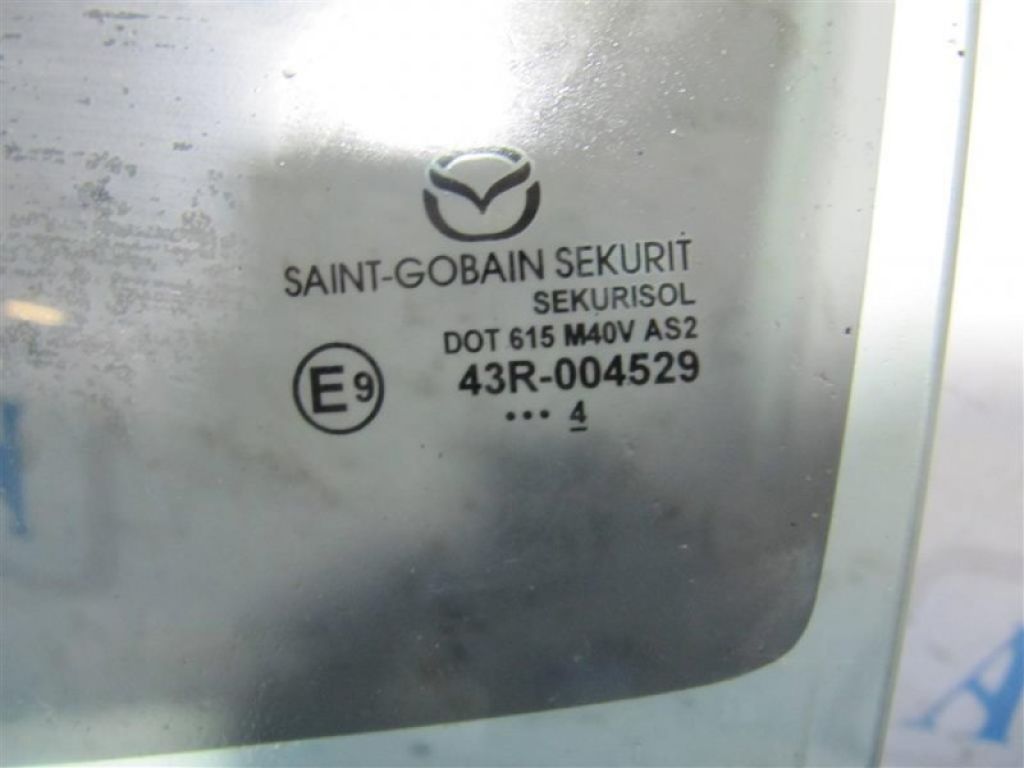 SAINT-GOBAIN SEKURIT
SEKURISOL
DOT 615 M40V AS2
E9
43R-004529
••• 4